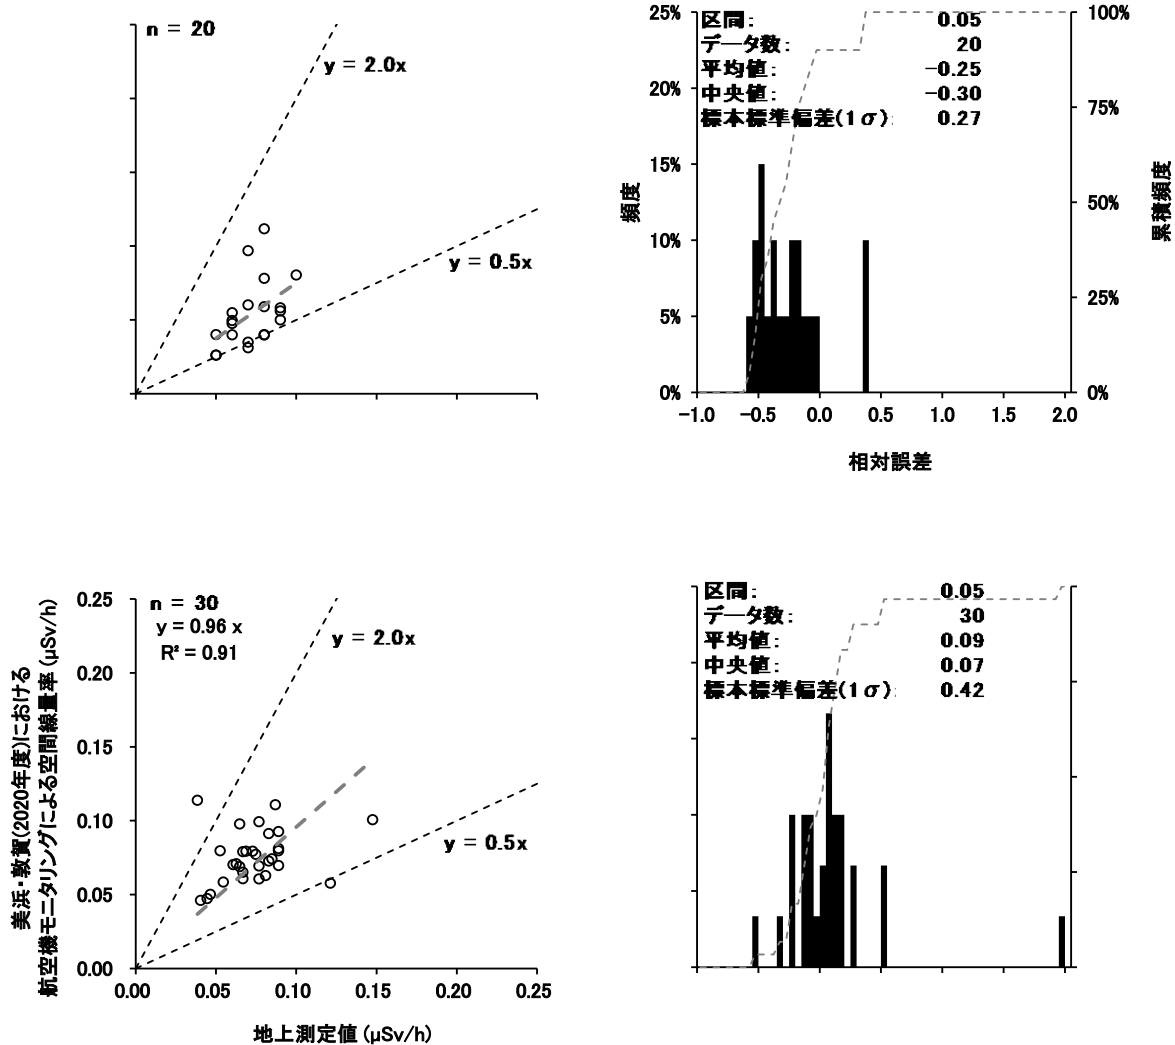 n = 20
y = 2.0x
y = 0.5x
25%
20%
15%
10%
5%
0%
頻度
区間: 0.05
データ数: 20
平均値: −0.25
中央値: −0.30
標本標準偏差(1σ): 0.27
100%
75%
50%
25%
0%
累積頻度
−1.0 −0.5 0.0 0.5 1.0 1.5 2.0
相対誤差
美浜・敦賀(2020年度)における
航空機モニタリングによる空間線量率 (μSv/h)
0.25
0.20
0.15
0.10
0.05
0.00
n = 30
y = 0.96 x
R² = 0.91
y = 2.0x
y = 0.5x
0.00 0.05 0.10 0.15 0.20 0.25
地上測定値 (μSv/h)
区間: 0.05
データ数: 30
平均値: 0.09
中央値: 0.07
標本標準偏差(1σ): 0.42